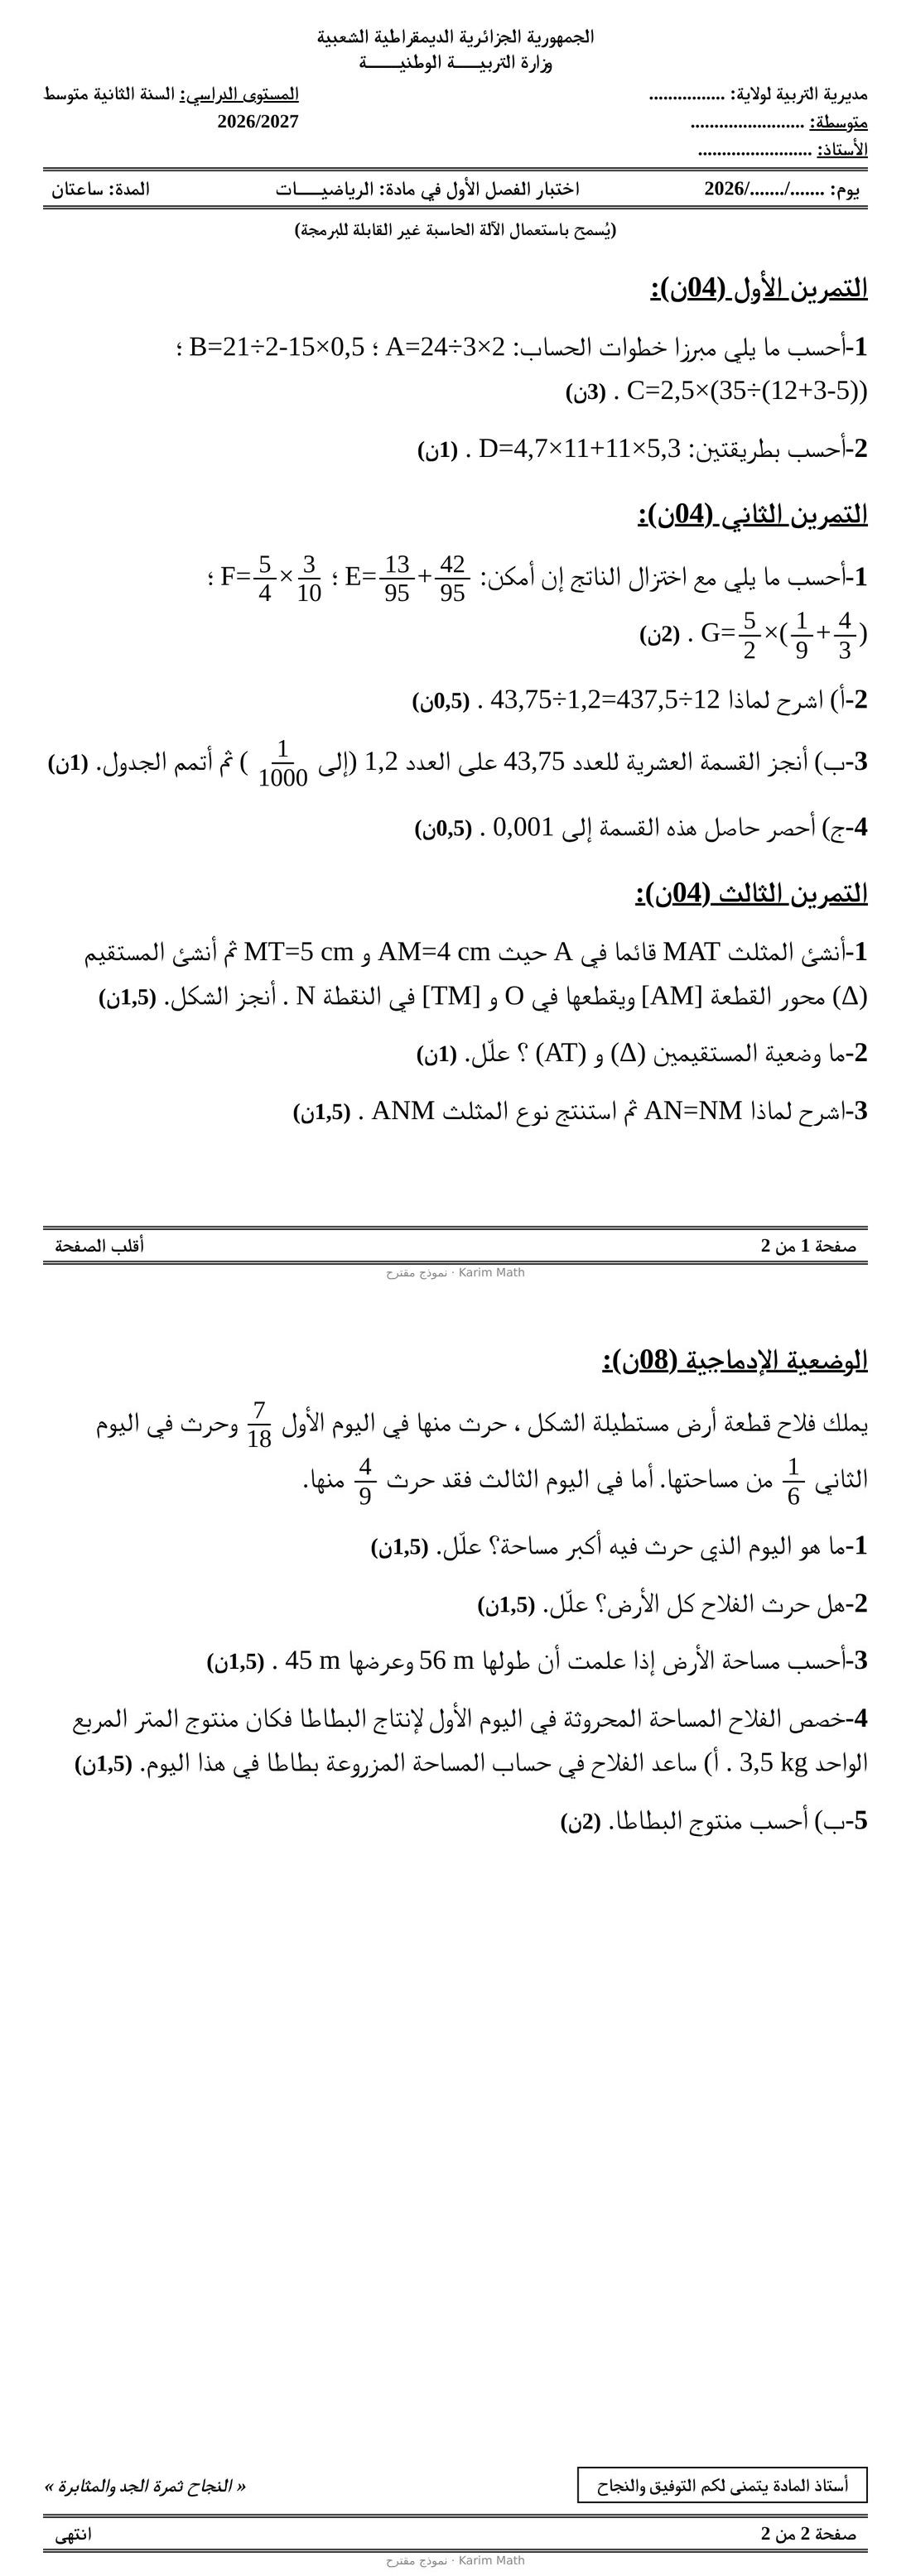 الجمهورية الجزائرية الديمقراطية الشعبية
وزارة التربيـــــة الوطنيـــــــة
مديرية التربية لولاية: ................
المستوى الدراسي: السنة الثانية متوسط
متوسطة: ........................
2026/2027
الأستاذ: ........................
يوم: ......./......./2026
اختبار الفصل الأول في مادة: الرياضيـــــات
المدة: ساعتان
(يُسمح باستعمال الآلة الحاسبة غير القابلة للبرمجة)
التمرين الأول (04ن):
1-أحسب ما يلي مبرزا خطوات الحساب: A=24÷3×2 ؛ B=21÷2-15×0,5 ؛
C=2,5×(35÷(12+3-5)) . (3ن)
2-أحسب بطريقتين: D=4,7×11+11×5,3 . (1ن)
التمرين الثاني (04ن):
1-أحسب ما يلي مع اختزال الناتج إن أمكن: E=13/95+42/95 ؛ F=5/4×3/10 ؛
G=5/2×(1/9+4/3) . (2ن)
2-أ) اشرح لماذا 43,75÷1,2=437,5÷12 . (0,5ن)
3-ب) أنجز القسمة العشرية للعدد 43,75 على العدد 1,2 (إلى 1/1000 ) ثم أتمم الجدول. (1ن)
4-ج) أحصر حاصل هذه القسمة إلى 0,001 . (0,5ن)
التمرين الثالث (04ن):
1-أنشئ المثلث MAT قائما في A حيث AM=4 cm و MT=5 cm ثم أنشئ المستقيم
(Δ) محور القطعة [AM] ويقطعها في O و [TM] في النقطة N . أنجز الشكل. (1,5ن)
2-ما وضعية المستقيمين (Δ) و (AT) ؟ علّل. (1ن)
3-اشرح لماذا AN=NM ثم استنتج نوع المثلث ANM . (1,5ن)
صفحة 1 من 2
أقلب الصفحة
Karim Math · نموذج مقترح
الوضعية الإدماجية (08ن):
يملك فلاح قطعة أرض مستطيلة الشكل ، حرث منها في اليوم الأول 7/18 وحرث في اليوم
الثاني 1/6 من مساحتها. أما في اليوم الثالث فقد حرث 4/9 منها.
1-ما هو اليوم الذي حرث فيه أكبر مساحة؟ علّل. (1,5ن)
2-هل حرث الفلاح كل الأرض؟ علّل. (1,5ن)
3-أحسب مساحة الأرض إذا علمت أن طولها 56 m وعرضها 45 m . (1,5ن)
4-خصص الفلاح المساحة المحروثة في اليوم الأول لإنتاج البطاطا فكان منتوج المتر المربع
الواحد 3,5 kg . أ) ساعد الفلاح في حساب المساحة المزروعة بطاطا في هذا اليوم. (1,5ن)
5-ب) أحسب منتوج البطاطا. (2ن)
أستاذ المادة يتمنى لكم التوفيق والنجاح
« النجاح ثمرة الجد والمثابرة »
صفحة 2 من 2
انتهى
Karim Math · نموذج مقترح